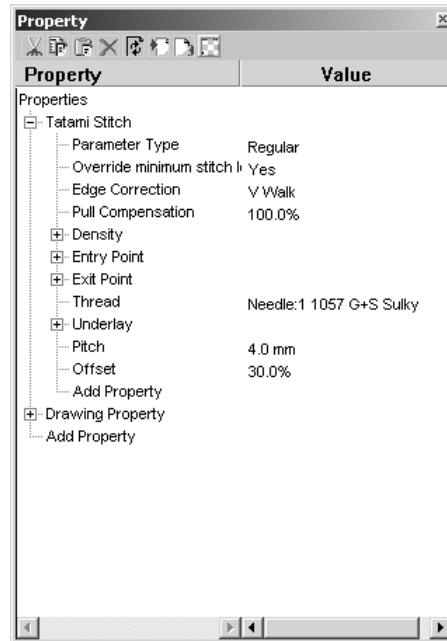 Property
Property Value
Properties
Tatami Stitch
Parameter Type Regular
Override minimum stitch l Yes
Edge Correction V Walk
Pull Compensation 100.0%
Density
Entry Point
Exit Point
Thread Needle:1 1057 G+S Sulky
Underlay
Pitch 4.0 mm
Offset 30.0%
Add Property
Drawing Property
Add Property